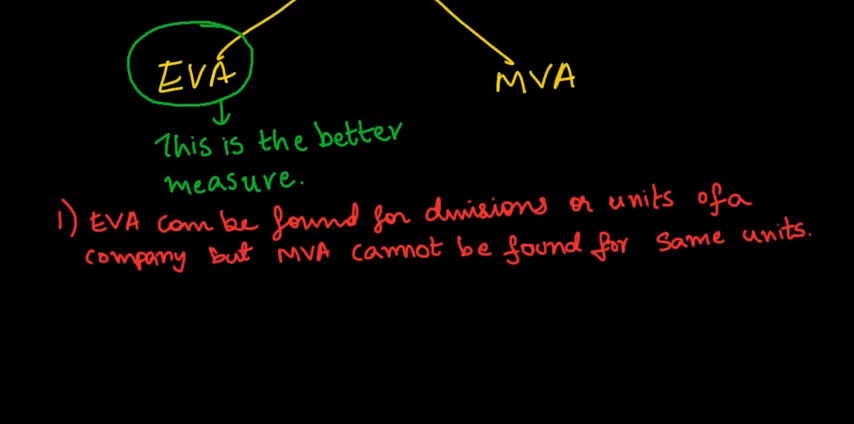 EVA MVA
This is the better
measure.
1) EVA can be found for divisions or units of a
company but MVA cannot be found for same units.